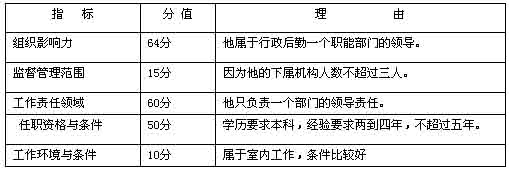 指 标 分 值 理 由
组织影响力 64分 他属于行政后勤一个职能部门的领导。
监督管理范围 15分 因为他的下属机构人数不超过三人。
工作责任领域 60分 他只负责一个部门的领导责任。
任职资格与条件 50分 学历要求本科，经验要求两到四年，不超过五年。
工作环境与条件 10分 属于室内工作，条件比较好